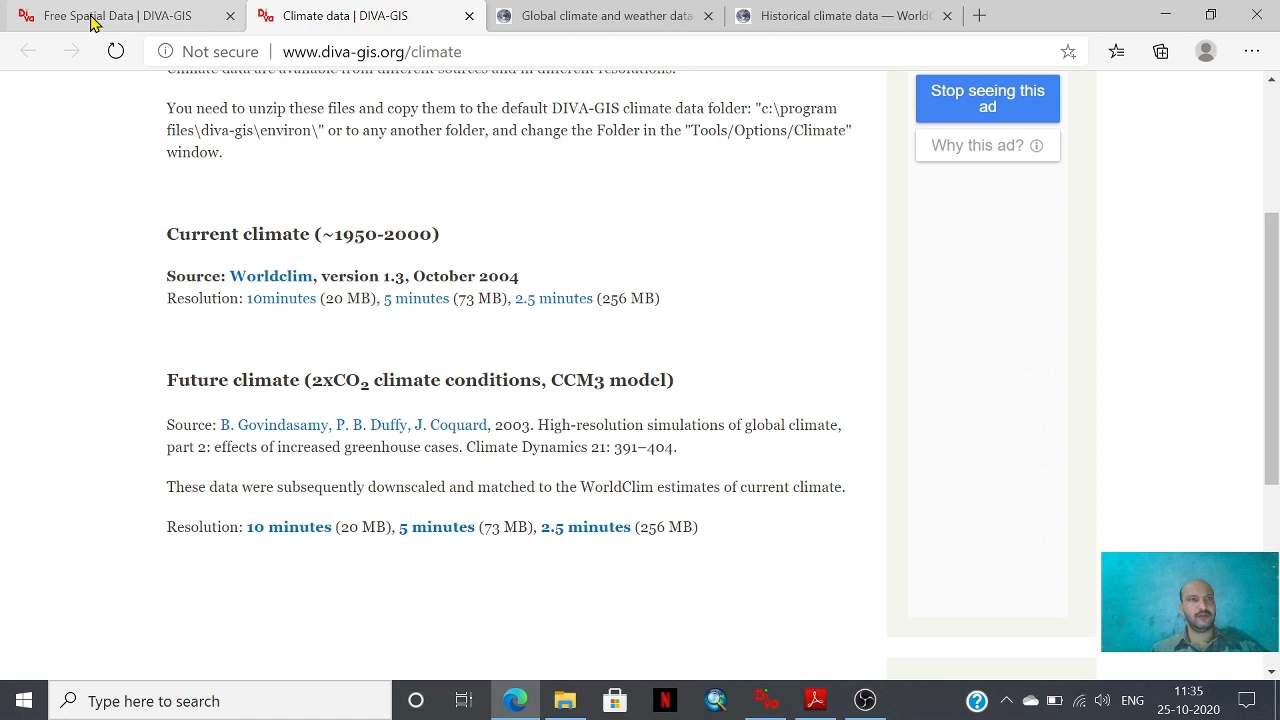 Diva Free Spatial Data | DIVA-GIS
Diva Climate data | DIVA-GIS
Global climate and weather data
Historical climate data — WorldC
Not secure
www.diva-gis.org/climate
Climate data are available from different sources and in different resolutions.
You need to unzip these files and copy them to the default DIVA-GIS climate data folder: "c:\program
files\diva-gis\environ\" or to any another folder, and change the Folder in the "Tools/Options/Climate"
window.
Stop seeing this
ad
Why this ad?
Current climate (~1950-2000)
Source: Worldclim, version 1.3, October 2004
Resolution: 10minutes (20 MB), 5 minutes (73 MB), 2.5 minutes (256 MB)
Future climate (2xCO2 climate conditions, CCM3 model)
Source: B. Govindasamy, P. B. Duffy, J. Coquard, 2003. High-resolution simulations of global climate,
part 2: effects of increased greenhouse cases. Climate Dynamics 21: 391–404.
These data were subsequently downscaled and matched to the WorldClim estimates of current climate.
Resolution: 10 minutes (20 MB), 5 minutes (73 MB), 2.5 minutes (256 MB)
Type here to search
N
ENG
11:35
25-10-2020